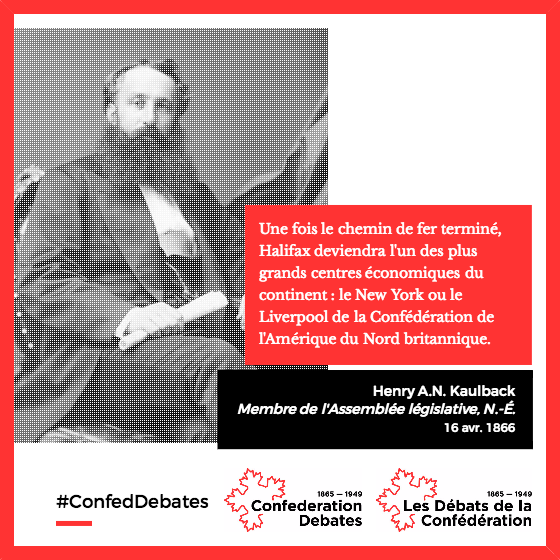 Une fois le chemin de fer terminé,
Halifax deviendra l'un des plus
grands centres économiques du
continent : le New York ou le
Liverpool de la Confédération de
l'Amérique du Nord britannique.
Henry A.N. Kaulback
Membre de l'Assemblée législative, N.-É.
16 avr. 1866
#ConfedDebates
1865 — 1949
Confederation
Debates
1865 — 1949
Les Débats de la
Confédération